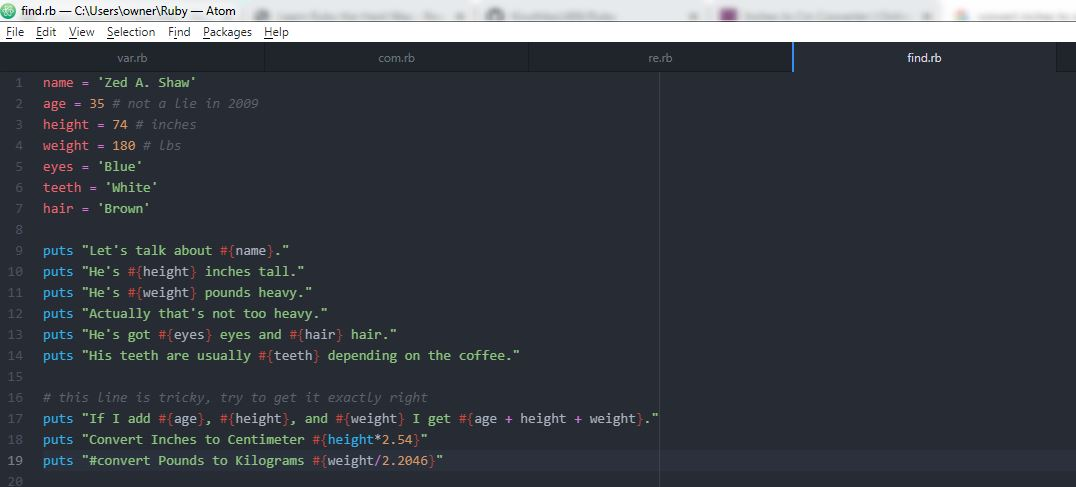 find.rb — C:\Users\owner\Ruby — Atom
File Edit View Selection Find Packages Help
var.rb com.rb re.rb find.rb
1 name = 'Zed A. Shaw'
2 age = 35 # not a lie in 2009
3 height = 74 # inches
4 weight = 180 # lbs
5 eyes = 'Blue'
6 teeth = 'White'
7 hair = 'Brown'
8
9 puts "Let's talk about #{name}."
10 puts "He's #{height} inches tall."
11 puts "He's #{weight} pounds heavy."
12 puts "Actually that's not too heavy."
13 puts "He's got #{eyes} eyes and #{hair} hair."
14 puts "His teeth are usually #{teeth} depending on the coffee."
15
16 # this line is tricky, try to get it exactly right
17 puts "If I add #{age}, #{height}, and #{weight} I get #{age + height + weight}."
18 puts "Convert Inches to Centimeter #{height*2.54}"
19 puts "#convert Pounds to Kilograms #{weight/2.2046}"
20